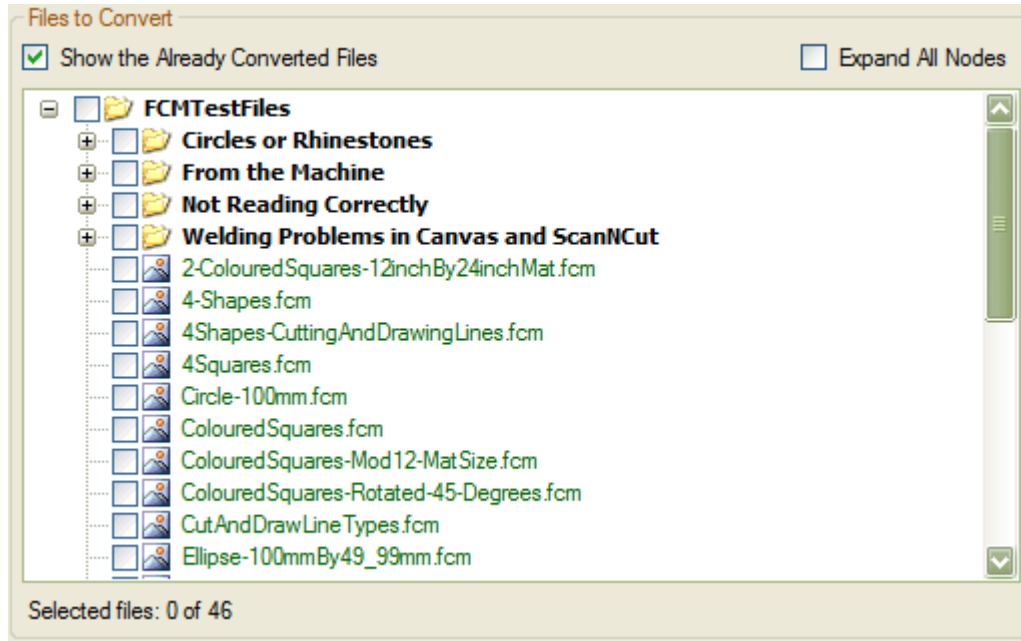 Files to Convert
Show the Already Converted Files
Expand All Nodes
FCMTestFiles
Circles or Rhinestones
From the Machine
Not Reading Correctly
Welding Problems in Canvas and ScanNCut
2-ColouredSquares-12inchBy24inchMat.fcm
4-Shapes.fcm
4Shapes-CuttingAndDrawingLines.fcm
4Squares.fcm
Circle-100mm.fcm
ColouredSquares.fcm
ColouredSquares-Mod12-MatSize.fcm
ColouredSquares-Rotated-45-Degrees.fcm
CutAndDrawLineTypes.fcm
Ellipse-100mmBy49_99mm.fcm
Selected files: 0 of 46